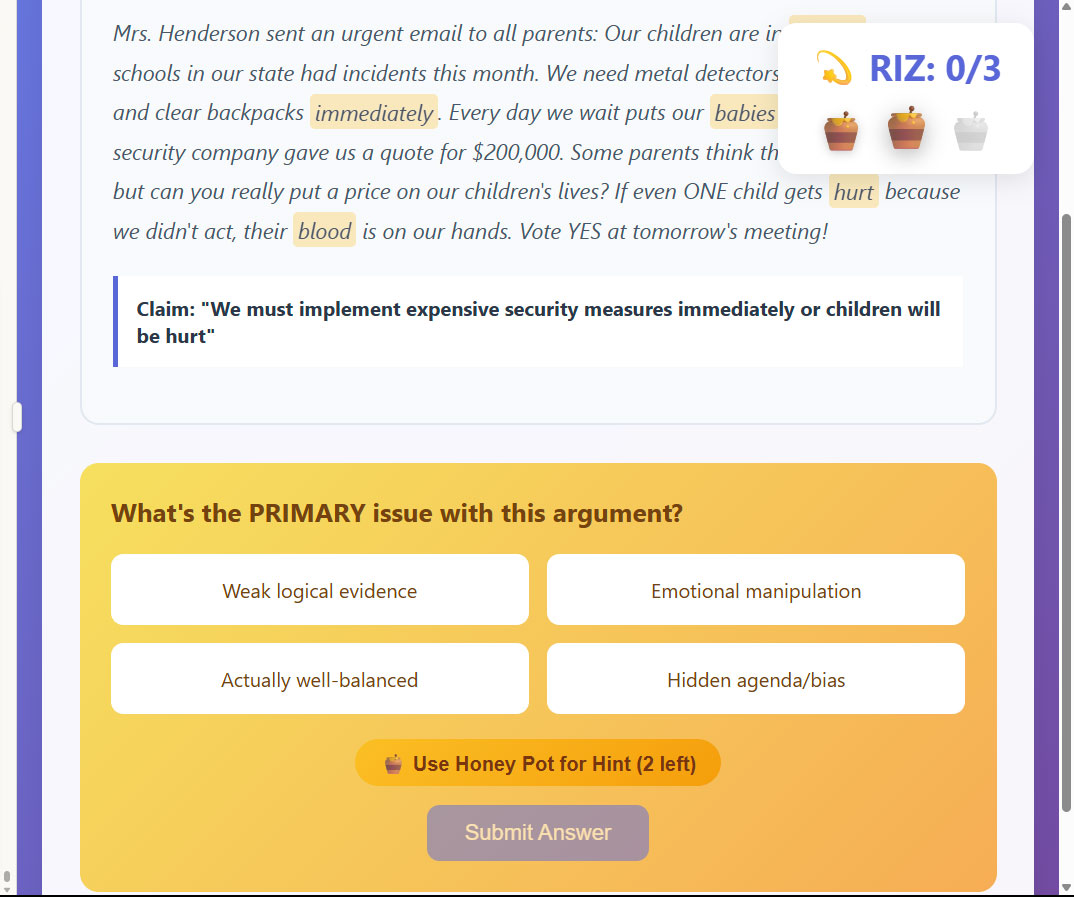 Mrs. Henderson sent an urgent email to all parents: Our children are in
schools in our state had incidents this month. We need metal detectors
and clear backpacks immediately. Every day we wait puts our babies
security company gave us a quote for $200,000. Some parents think
but can you really put a price on our children's lives? If even ONE child gets hurt because
we didn't act, their blood is on our hands. Vote YES at tomorrow's meeting!
RIZ: 0/3
Claim: "We must implement expensive security measures immediately or children will
be hurt"
What's the PRIMARY issue with this argument?
Weak logical evidence
Emotional manipulation
Actually well-balanced
Hidden agenda/bias
Use Honey Pot for Hint (2 left)
Submit Answer